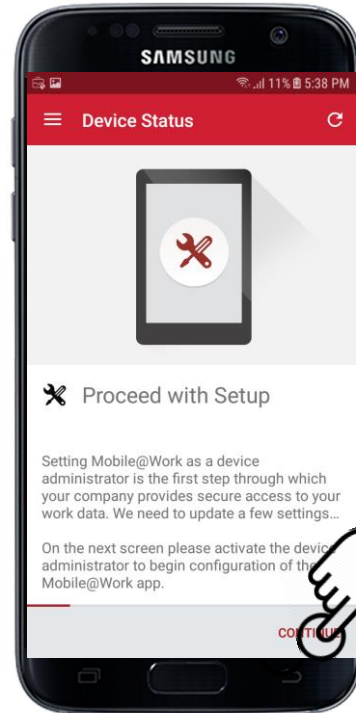 SAMSUNG
11% 5:38 PM
Device Status
Proceed with Setup
Setting Mobile@Work as a device
administrator is the first step through which
your company provides secure access to your
work data. We need to update a few settings...
On the next screen please activate the device
administrator to begin configuration of the
Mobile@Work app.
CONTINUE